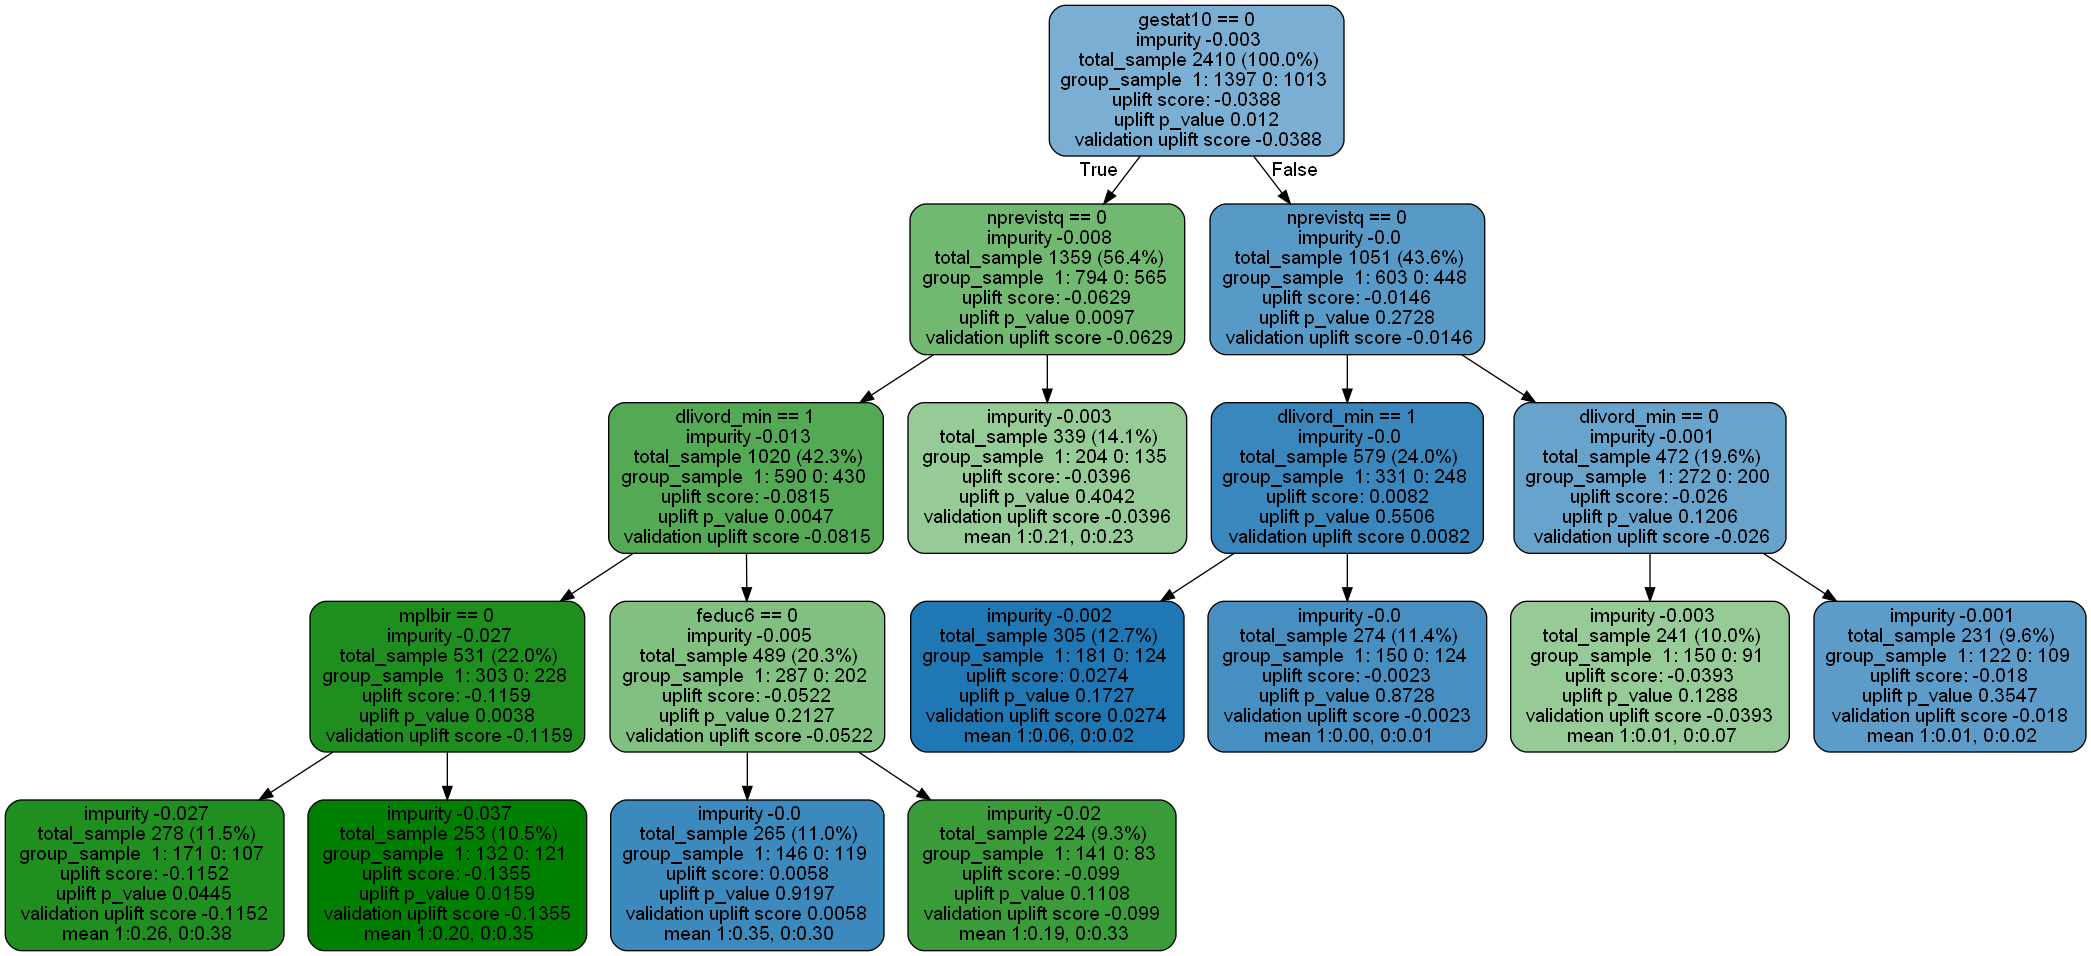 gestat10 == 0
impurity -0.003
total_sample 2410 (100.0%)
group_sample 1: 1397 0: 1013
uplift score: -0.0388
uplift p_value 0.012
validation uplift score -0.0388
True
False
nprevistq == 0
impurity -0.008
total_sample 1359 (56.4%)
group_sample 1: 794 0: 565
uplift score: -0.0629
uplift p_value 0.0097
validation uplift score -0.0629
nprevistq == 0
impurity -0.0
total_sample 1051 (43.6%)
group_sample 1: 603 0: 448
uplift score: -0.0146
uplift p_value 0.2728
validation uplift score -0.0146
dlivord_min == 1
impurity -0.013
total_sample 1020 (42.3%)
group_sample 1: 590 0: 430
uplift score: -0.0815
uplift p_value 0.0047
validation uplift score -0.0815
impurity -0.003
total_sample 339 (14.1%)
group_sample 1: 204 0: 135
uplift score: -0.0396
uplift p_value 0.4042
validation uplift score -0.0396
mean 1:0.21, 0:0.23
dlivord_min == 1
impurity -0.0
total_sample 579 (24.0%)
group_sample 1: 331 0: 248
uplift score: 0.0082
uplift p_value 0.5506
validation uplift score 0.0082
dlivord_min == 0
impurity -0.001
total_sample 472 (19.6%)
group_sample 1: 272 0: 200
uplift score: -0.026
uplift p_value 0.1206
validation uplift score -0.026
mplbir == 0
impurity -0.027
total_sample 531 (22.0%)
group_sample 1: 303 0: 228
uplift score: -0.1159
uplift p_value 0.0038
validation uplift score -0.1159
feduc6 == 0
impurity -0.005
total_sample 489 (20.3%)
group_sample 1: 287 0: 202
uplift score: -0.0522
uplift p_value 0.2127
validation uplift score -0.0522
impurity -0.002
total_sample 305 (12.7%)
group_sample 1: 181 0: 124
uplift score: 0.0274
uplift p_value 0.1727
validation uplift score 0.0274
mean 1:0.06, 0:0.02
impurity -0.0
total_sample 274 (11.4%)
group_sample 1: 150 0: 124
uplift score: -0.0023
uplift p_value 0.8728
validation uplift score -0.0023
mean 1:0.00, 0:0.01
impurity -0.003
total_sample 241 (10.0%)
group_sample 1: 150 0: 91
uplift score: -0.0393
uplift p_value 0.1288
validation uplift score -0.0393
mean 1:0.01, 0:0.07
impurity -0.001
total_sample 231 (9.6%)
group_sample 1: 122 0: 109
uplift score: -0.018
uplift p_value 0.3547
validation uplift score -0.018
mean 1:0.01, 0:0.02
impurity -0.027
total_sample 278 (11.5%)
group_sample 1: 171 0: 107
uplift score: -0.1152
uplift p_value 0.0445
validation uplift score -0.1152
mean 1:0.26, 0:0.38
impurity -0.037
total_sample 253 (10.5%)
group_sample 1: 132 0: 121
uplift score: -0.1355
uplift p_value 0.0159
validation uplift score -0.1355
mean 1:0.20, 0:0.35
impurity -0.0
total_sample 265 (11.0%)
group_sample 1: 146 0: 119
uplift score: 0.0058
uplift p_value 0.9197
validation uplift score 0.0058
mean 1:0.35, 0:0.30
impurity -0.02
total_sample 224 (9.3%)
group_sample 1: 141 0: 83
uplift score: -0.099
uplift p_value 0.1108
validation uplift score -0.099
mean 1:0.19, 0:0.33